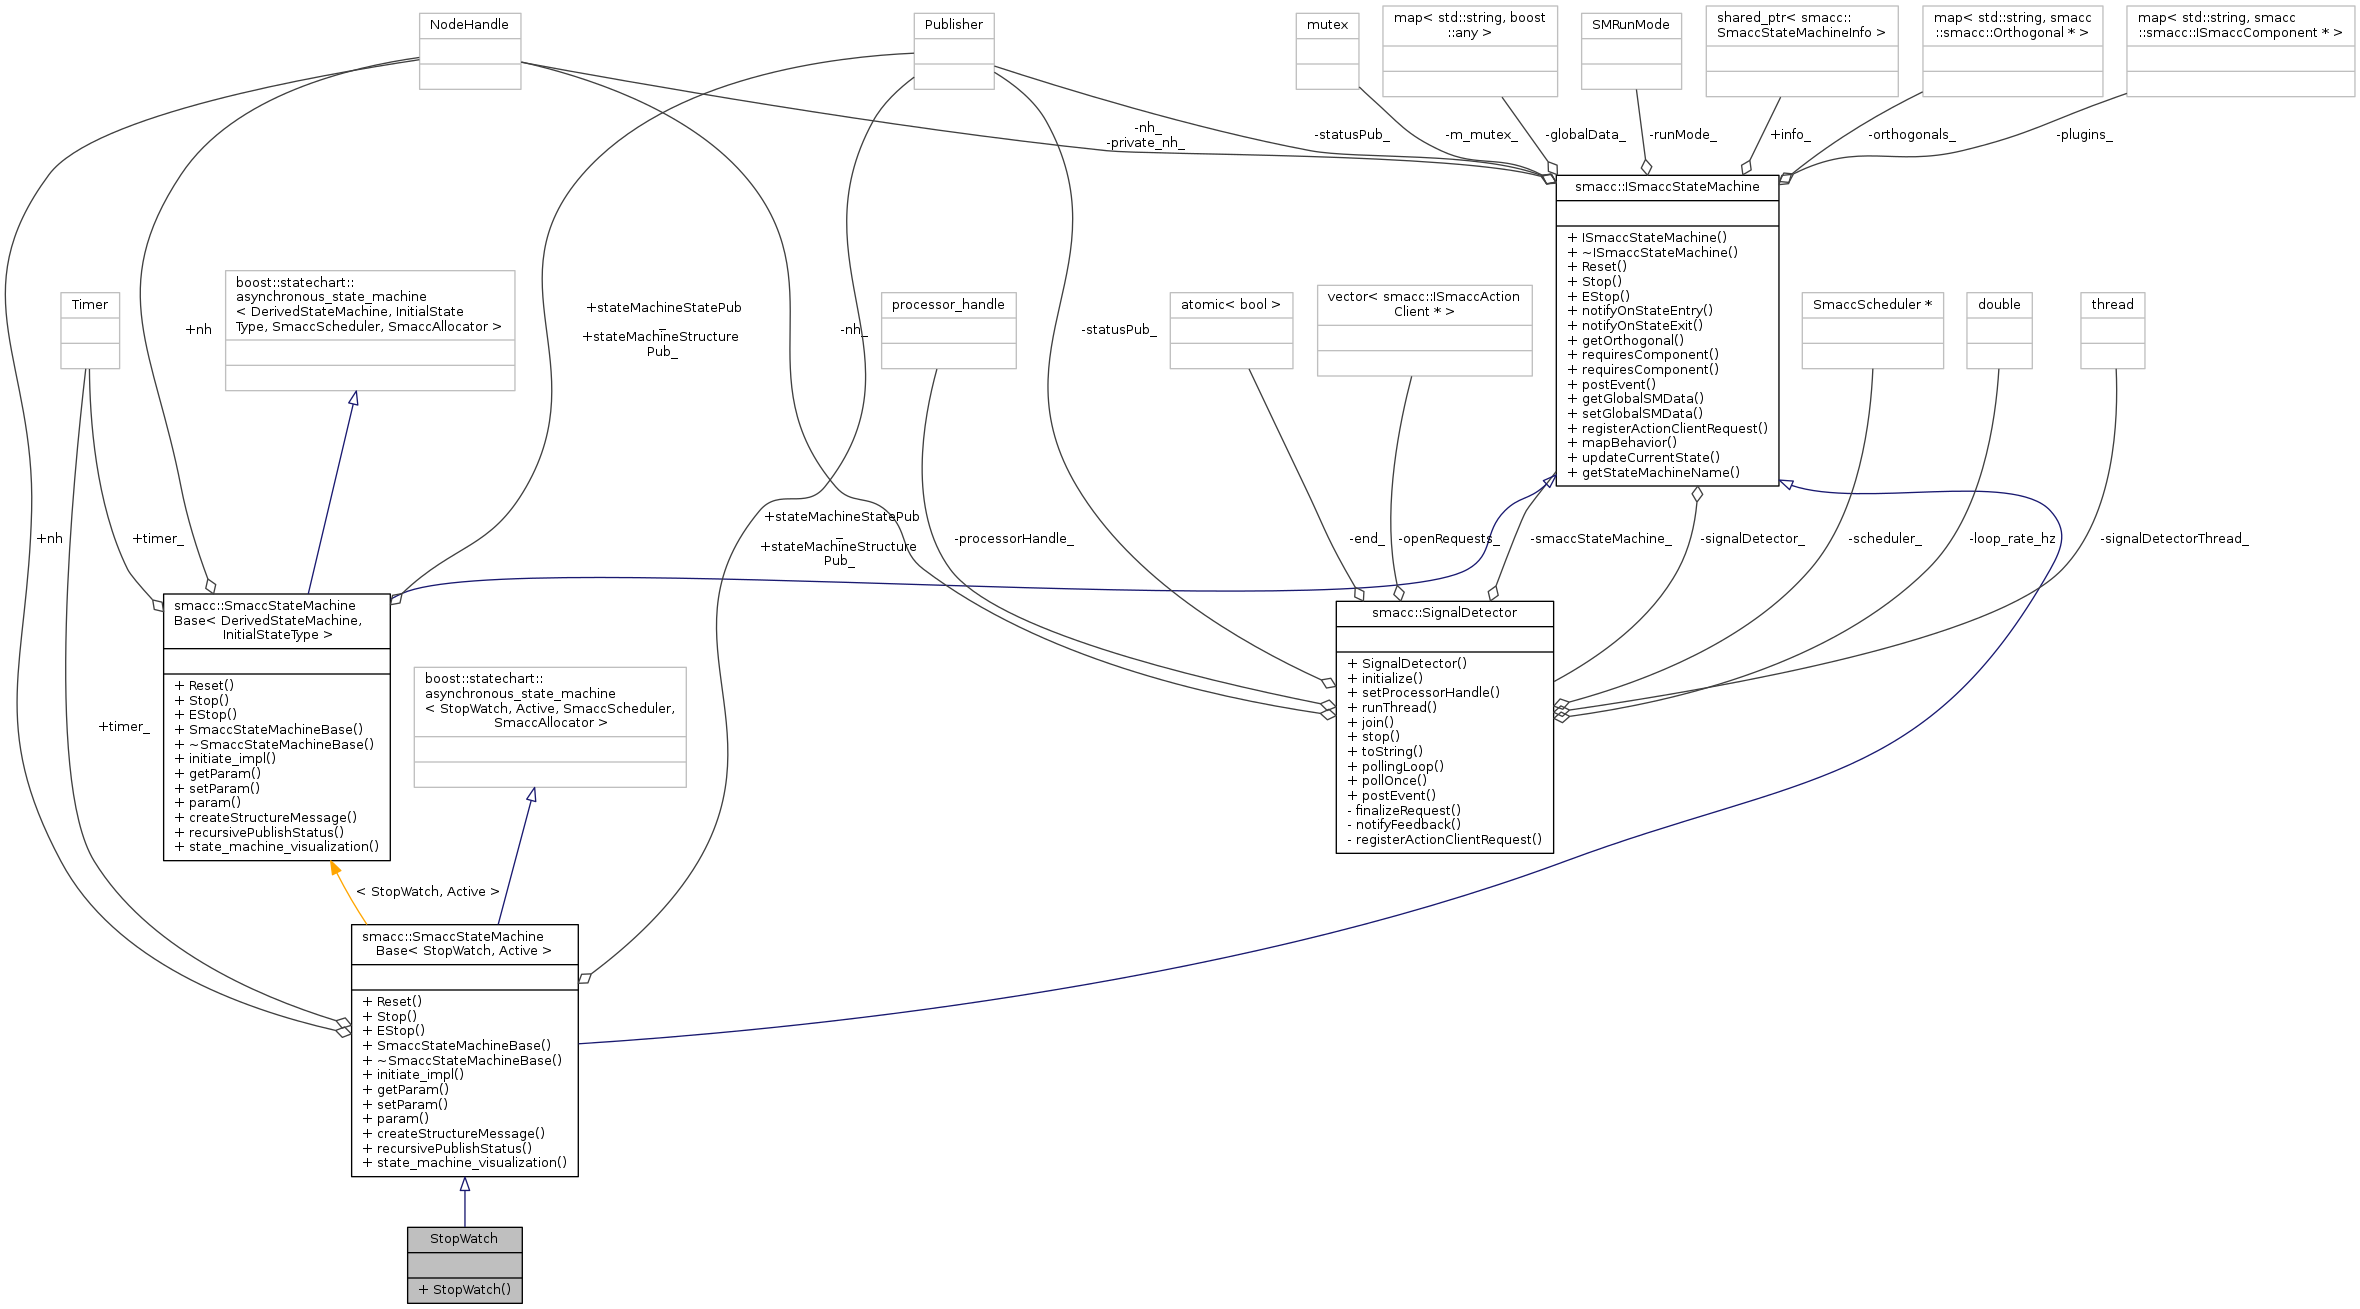 NodeHandle
Publisher
mutex
map< std::string, boost
::any >
SMRunMode
shared_ptr< smacc::
SmaccStateMachineInfo >
map< std::string, smacc
::smacc::Orthogonal * >
map< std::string, smacc
::smacc::ISmaccComponent * >
-nh_
-private_nh_
-statusPub_
-m_mutex_
-globalData_
-runMode_
+info_
-orthogonals_
-plugins_
smacc::ISmaccStateMachine
+ ISmaccStateMachine()
+ ~ISmaccStateMachine()
+ Reset()
+ Stop()
+ EStop()
+ notifyOnStateEntry()
+ notifyOnStateExit()
+ getOrthogonal()
+ requiresComponent()
+ requiresComponent()
+ postEvent()
+ getGlobalSMData()
+ setGlobalSMData()
+ registerActionClientRequest()
+ mapBehavior()
+ updateCurrentState()
+ getStateMachineName()
Timer
+nh
boost::statechart::
asynchronous_state_machine
< DerivedStateMachine, InitialState
Type, SmaccScheduler, SmaccAllocator >
+stateMachineStatePub
_
+stateMachineStructure
Pub_
-nh_
processor_handle
-statusPub_
atomic< bool >
vector< smacc::ISmaccAction
Client * >
SmaccScheduler *
double
thread
+nh
+timer_
+stateMachineStatePub
_
+stateMachineStructure
Pub_
-processorHandle_
-end_
-openRequests_
-smaccStateMachine_
-signalDetector_
-scheduler_
-loop_rate_hz
-signalDetectorThread_
smacc::SmaccStateMachine
Base< DerivedStateMachine,
InitialStateType >
+ Reset()
+ Stop()
+ EStop()
+ SmaccStateMachineBase()
+ ~SmaccStateMachineBase()
+ initiate_impl()
+ getParam()
+ setParam()
+ param()
+ createStructureMessage()
+ recursivePublishStatus()
+ state_machine_visualization()
smacc::SignalDetector
+ SignalDetector()
+ initialize()
+ setProcessorHandle()
+ runThread()
+ join()
+ stop()
+ toString()
+ pollingLoop()
+ pollOnce()
+ postEvent()
- finalizeRequest()
- notifyFeedback()
- registerActionClientRequest()
+timer_
boost::statechart::
asynchronous_state_machine
< StopWatch, Active, SmaccScheduler,
SmaccAllocator >
< StopWatch, Active >
smacc::SmaccStateMachine
Base< StopWatch, Active >
+ Reset()
+ Stop()
+ EStop()
+ SmaccStateMachineBase()
+ ~SmaccStateMachineBase()
+ initiate_impl()
+ getParam()
+ setParam()
+ param()
+ createStructureMessage()
+ recursivePublishStatus()
+ state_machine_visualization()
StopWatch
+ StopWatch()